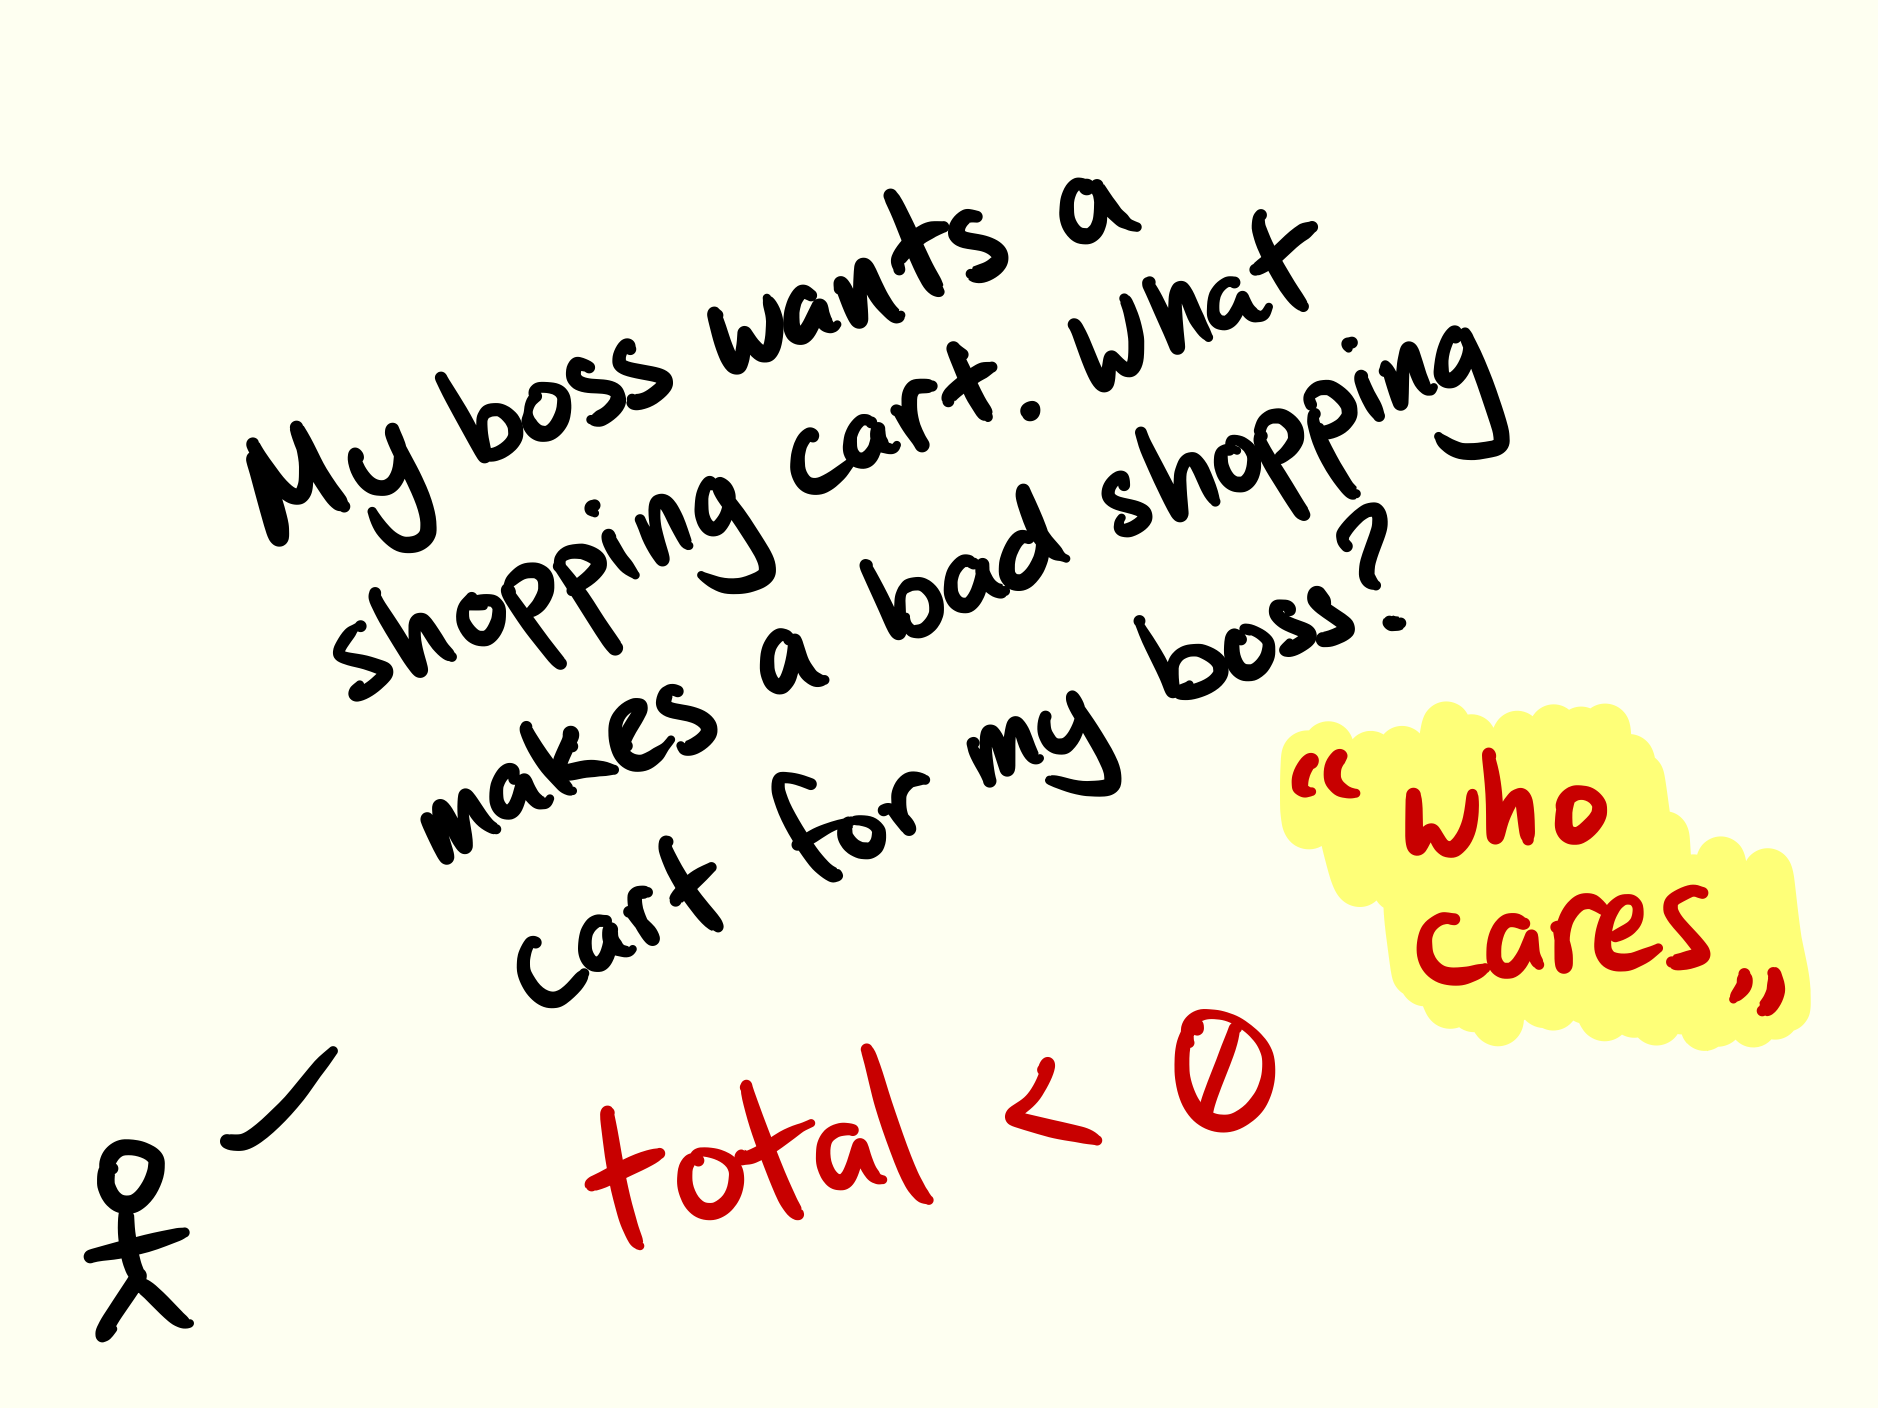 My boss wants a
shopping cart. What
makes a bad shopping
cart for my boss?
“who
cares”
total < 0